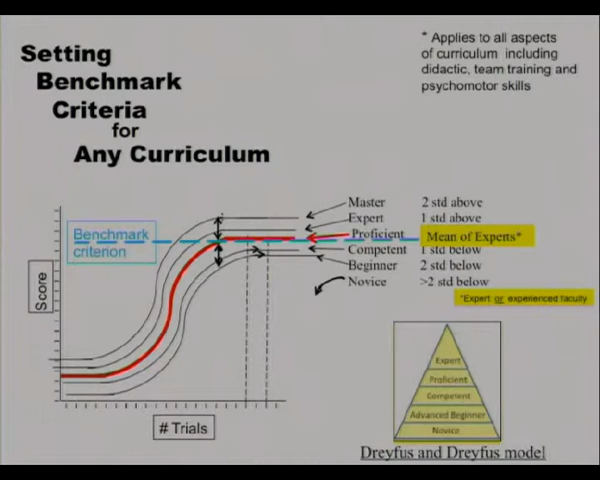 Setting
Benchmark
Criteria
for
Any Curriculum
* Applies to all aspects
of curriculum including
didactic, team training and
psychomotor skills
Master 2 std above
Expert 1 std above
Proficient Mean of Experts*
Competent 1 std below
Beginner 2 std below
Novice >2 std below
*Expert or experienced faculty
Benchmark
criterion
Score
# Trials
Expert
Proficient
Competent
Advanced Beginner
Novice
Dreyfus and Dreyfus model